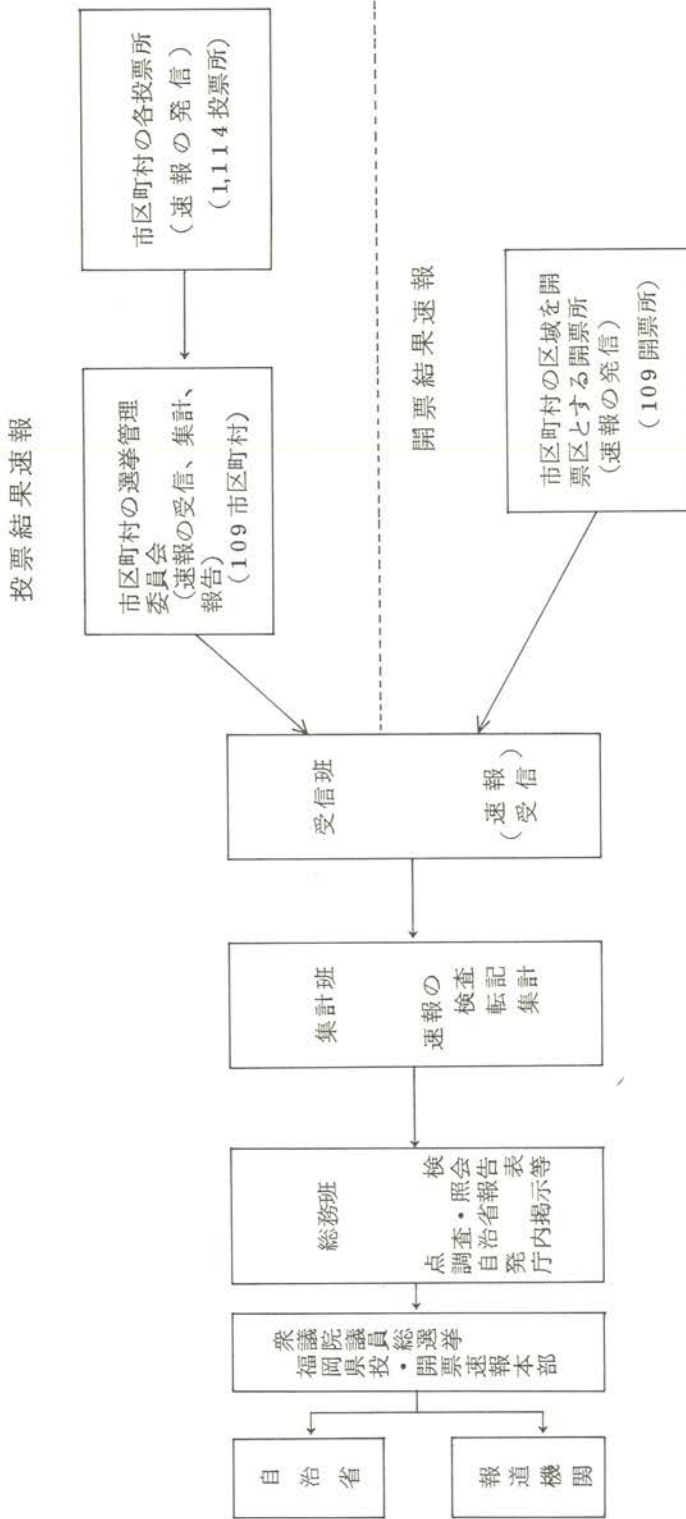 投票結果速報
市区町村の各投票所
(速報の発信)
(1,114投票所)
市区町村の選挙管理
委員会
(速報の受信、集計、
報告)
(109市区町村)
開票結果速報
市区町村の区域を開
票区とする開票所
(速報の発信)
(109開票所)
受信班
(速報
受信)
集計班
速報の
検査
転記
集計
総務班
点検
調査・照会
自治省報告
発表
庁内掲示等
衆議院議員総選挙
福岡県投・開票速報本部
自治省
報道機関